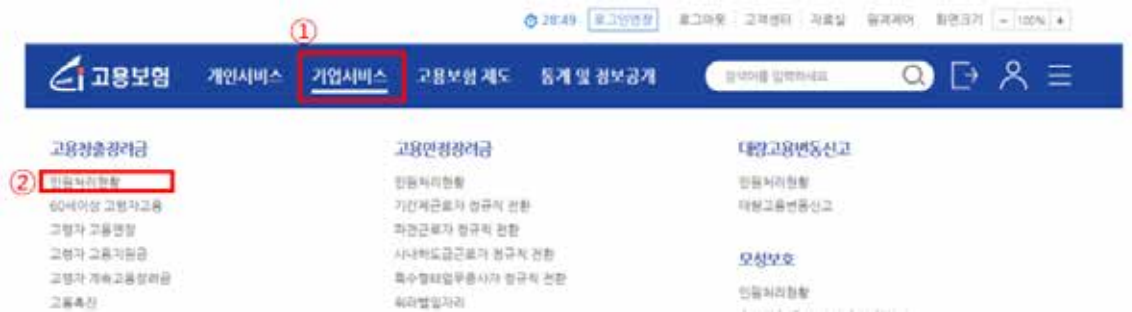 ①
28:49 로그인연장 로그아웃 고객센터 자료실 원격제어 화면크기 - 100% +
고용보험 개인서비스 기업서비스 고용보험 제도 통계 및 정보공개 검색어를 입력하세요
고용창출장려금 고용안정장려금 대량고용변동신고
② 민원처리현황 민원처리현황 민원처리현황
60세이상 고령자고용 기간제근로자 정규직 전환 대량고용변동신고
고령자 고용연장 파견근로자 정규직 전환
고령자 고용지원금 사내하도급근로자 정규직 전환 모성보호
고령자 계속고용장려금 특수형태업무종사자 정규직 전환
고용촉진 워라밸일자리 민원처리현황